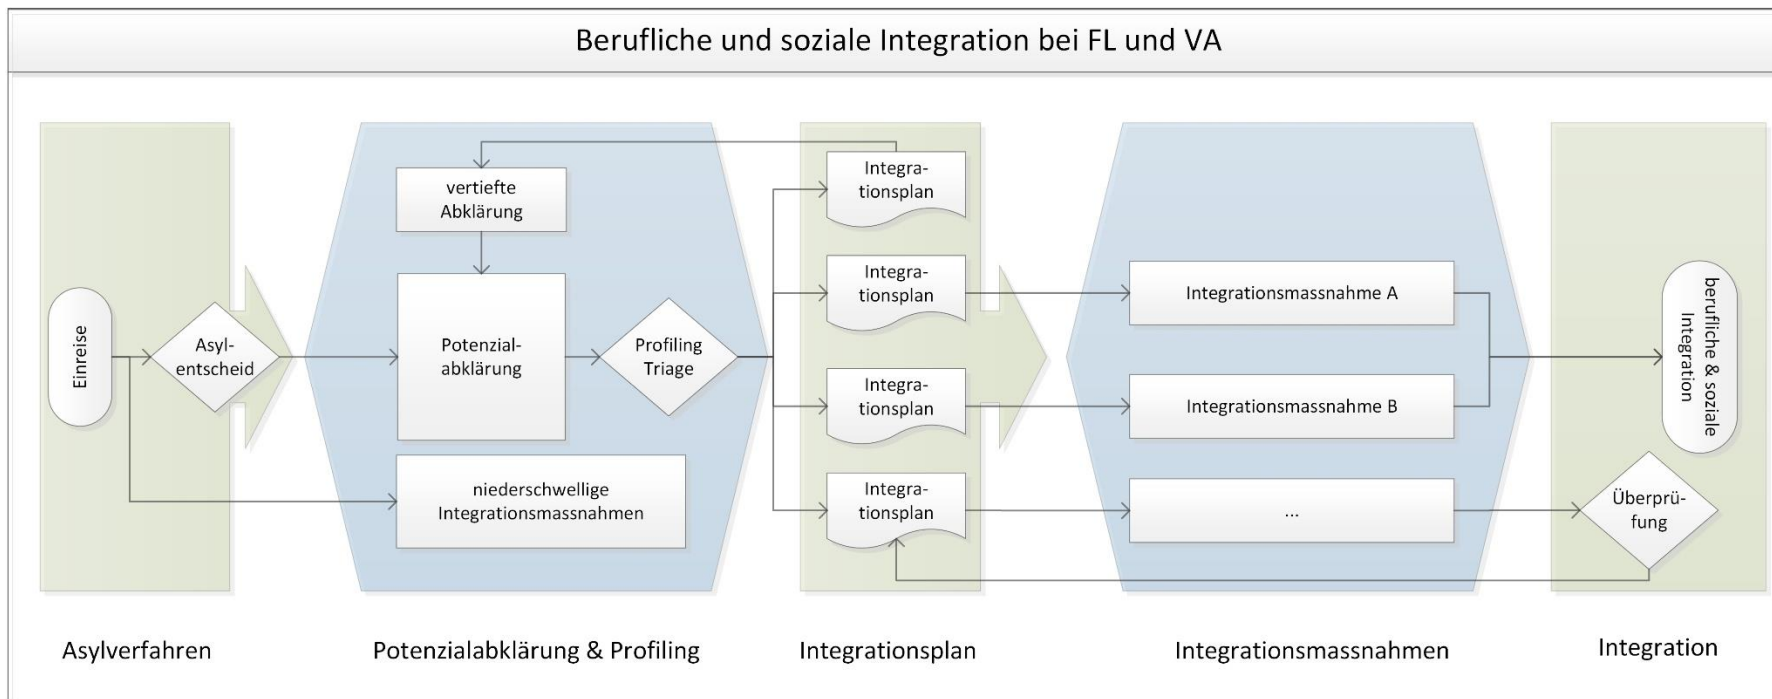 Berufliche und soziale Integration bei FL und VA
Einreise
Asyl-
entscheid
vertiefte
Abklärung
Potenzial-
abklärung
niederschwellige
Integrationsmassnahmen
Profiling
Triage
Integra-
tionsplan
Integra-
tionsplan
Integra-
tionsplan
Integra-
tionsplan
Integrationsmassnahme A
Integrationsmassnahme B
...
berufliche & soziale
Integration
Überprü-
fung
Asylverfahren
Potenzialabklärung & Profiling
Integrationsplan
Integrationsmassnahmen
Integration